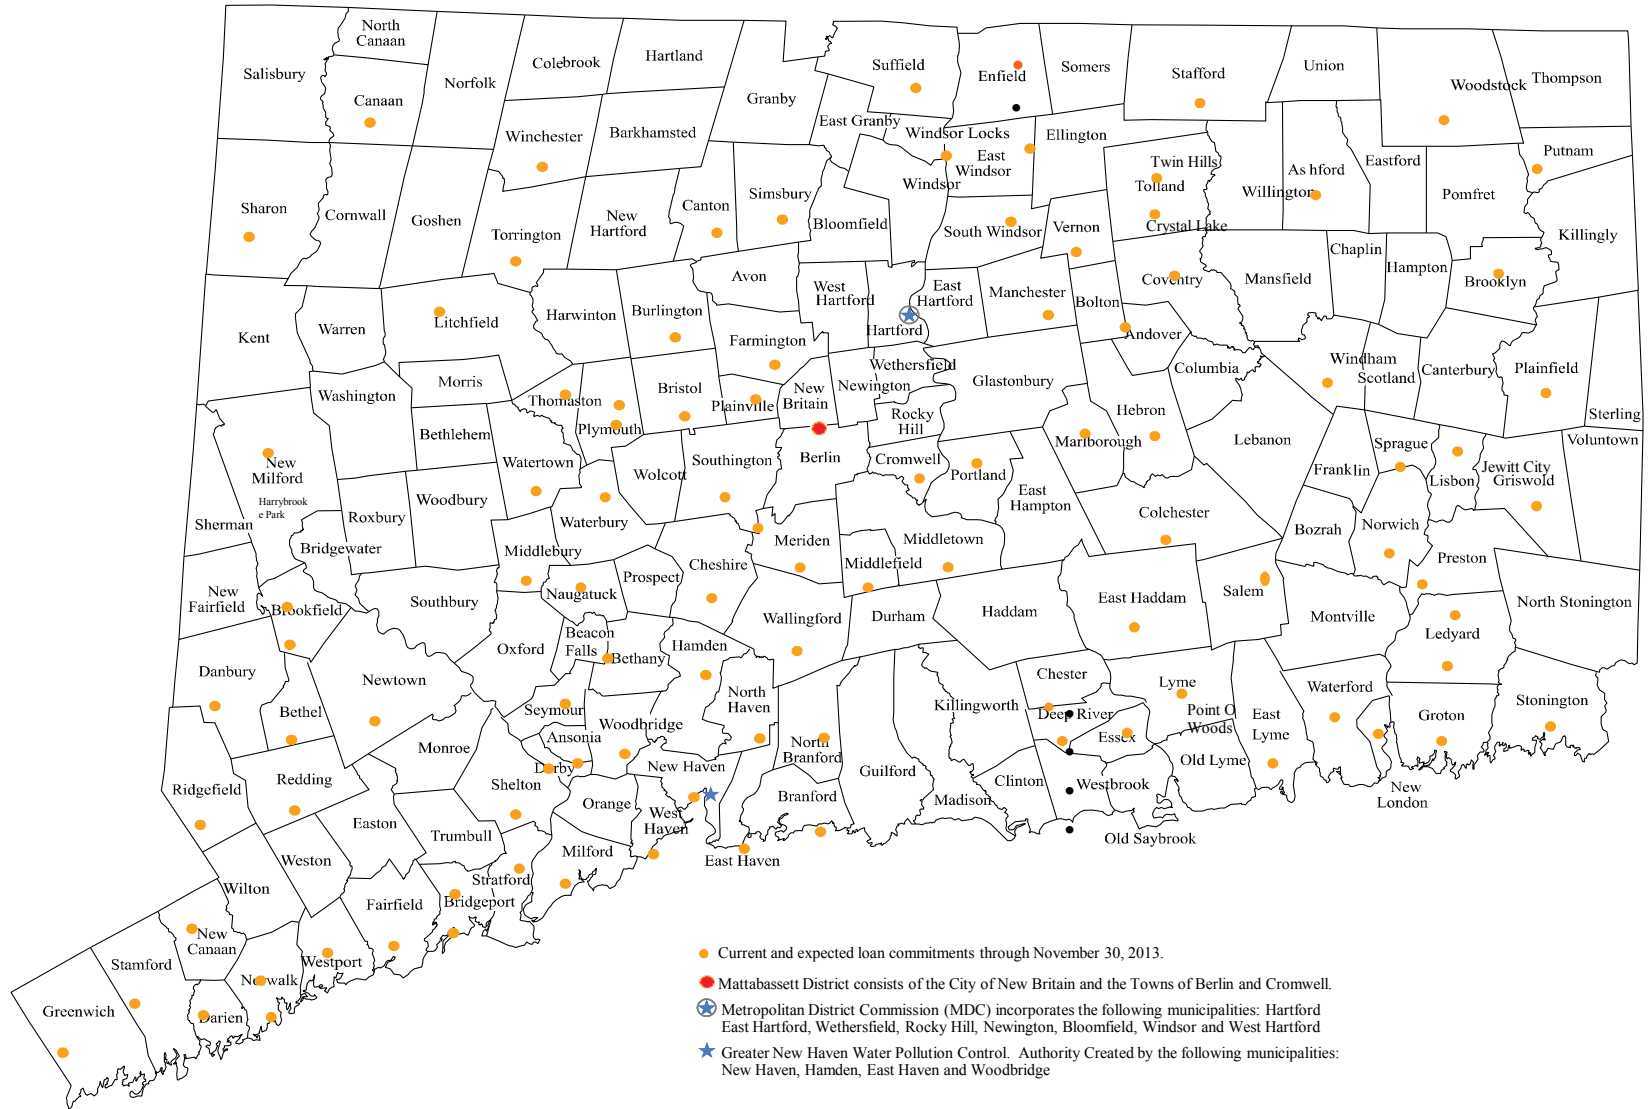 North
Canaan
Salisbury
Canaan
Norfolk
Colebrook
Hartland
Granby
Suffield
Enfield
Somers
Stafford
Union
Woodstock
Thompson
Winchester
Barkhamsted
East Granby
Windsor Locks
East
Windsor
Windsor
Ellington
Twin Hills
Tolland
Crystal Lake
Willington
Ashford
Eastford
Pomfret
Putnam
Killingly
Sharon
Cornwall
Goshen
Torrington
New
Hartford
Canton
Simsbury
Bloomfield
South Windsor
Vernon
Coventry
Mansfield
Chaplin
Hampton
Brooklyn
Kent
Warren
Litchfield
Harwinton
Burlington
Avon
West
Hartford
Hartford
East
Hartford
Manchester
Bolton
Andover
Farmington
Washington
Morris
Thomaston
Plymouth
Bristol
Plainville
New
Britain
Newington
Wethersfield
Glastonbury
Columbia
Windham
Scotland
Canterbury
Plainfield
Sterling
Rocky
Hill
Hebron
Marlborough
Lebanon
Franklin
Sprague
Lisbon
Jewitt City
Griswold
Voluntown
Bethlehem
Watertown
Wolcott
Southington
Berlin
Cromwell
Portland
East
Hampton
New
Milford
Harrybrook
e Park
Sherman
Roxbury
Woodbury
Waterbury
Colchester
Bozrah
Norwich
Preston
Bridgewater
Middlebury
Meriden
Middletown
Middlefield
Cheshire
New
Fairfield
Brookfield
Southbury
Naugatuck
Prospect
Wallingford
Durham
Haddam
East Haddam
Salem
Montville
North Stonington
Ledyard
Danbury
Newtown
Oxford
Beacon
Falls
Bethany
Hamden
North
Haven
Bethel
Seymour
Woodbridge
Ansonia
Derby
New Haven
North
Branford
Guilford
Killingworth
Chester
Deep River
Essex
Lyme
Point O
Woods
Old Lyme
East
Lyme
Waterford
Groton
Stonington
New
London
Ridgefield
Redding
Monroe
Shelton
Orange
West
Haven
Branford
Madison
Clinton
Westbrook
Old Saybrook
Easton
Trumbull
Milford
East Haven
Weston
Wilton
Stratford
Bridgeport
Fairfield
New
Canaan
Stamford
Norwalk
Westport
Greenwich
Darien
Current and expected loan commitments through November 30, 2013.
Mattabassett District consists of the City of New Britain and the Towns of Berlin and Cromwell.
Metropolitan District Commission (MDC) incorporates the following municipalities: Hartford
East Hartford, Wethersfield, Rocky Hill, Newington, Bloomfield, Windsor and West Hartford
Greater New Haven Water Pollution Control. Authority Created by the following municipalities:
New Haven, Hamden, East Haven and Woodbridge